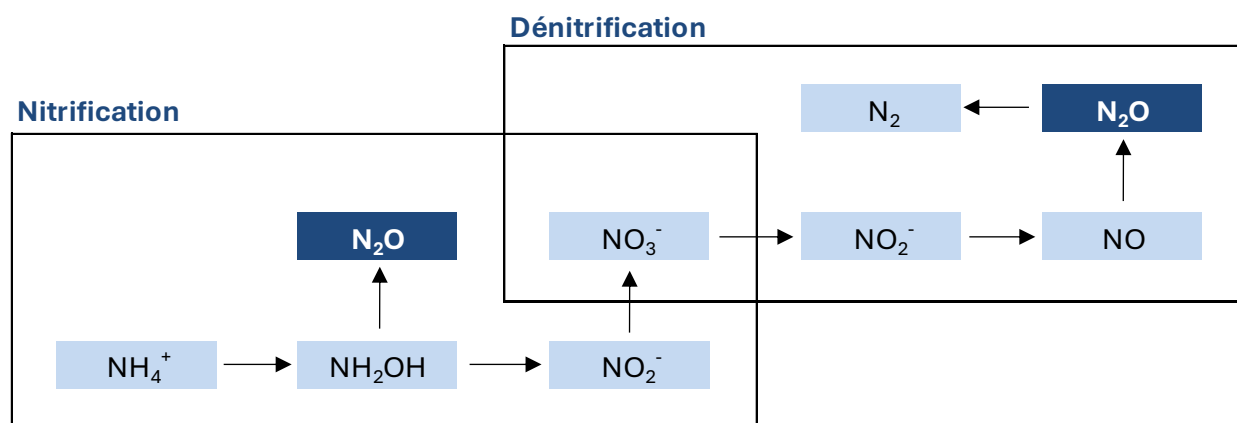 Dénitrification
N₂ N₂O
Nitrification
N₂O NO₃⁻ NO₂⁻ NO
NH₄⁺ NH₂OH NO₂⁻